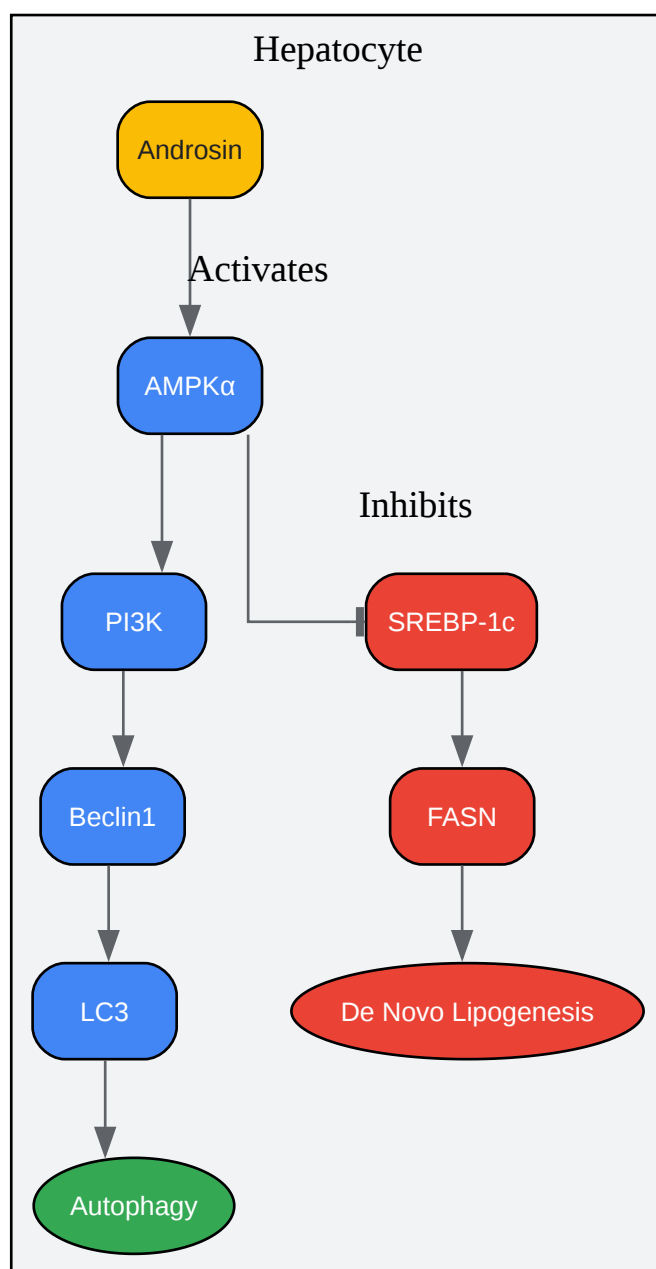 Hepatocyte
Androsin
Activates
AMPKα
Inhibits
PI3K
SREBP-1c
Beclin1
FASN
LC3
De Novo Lipogenesis
Autophagy